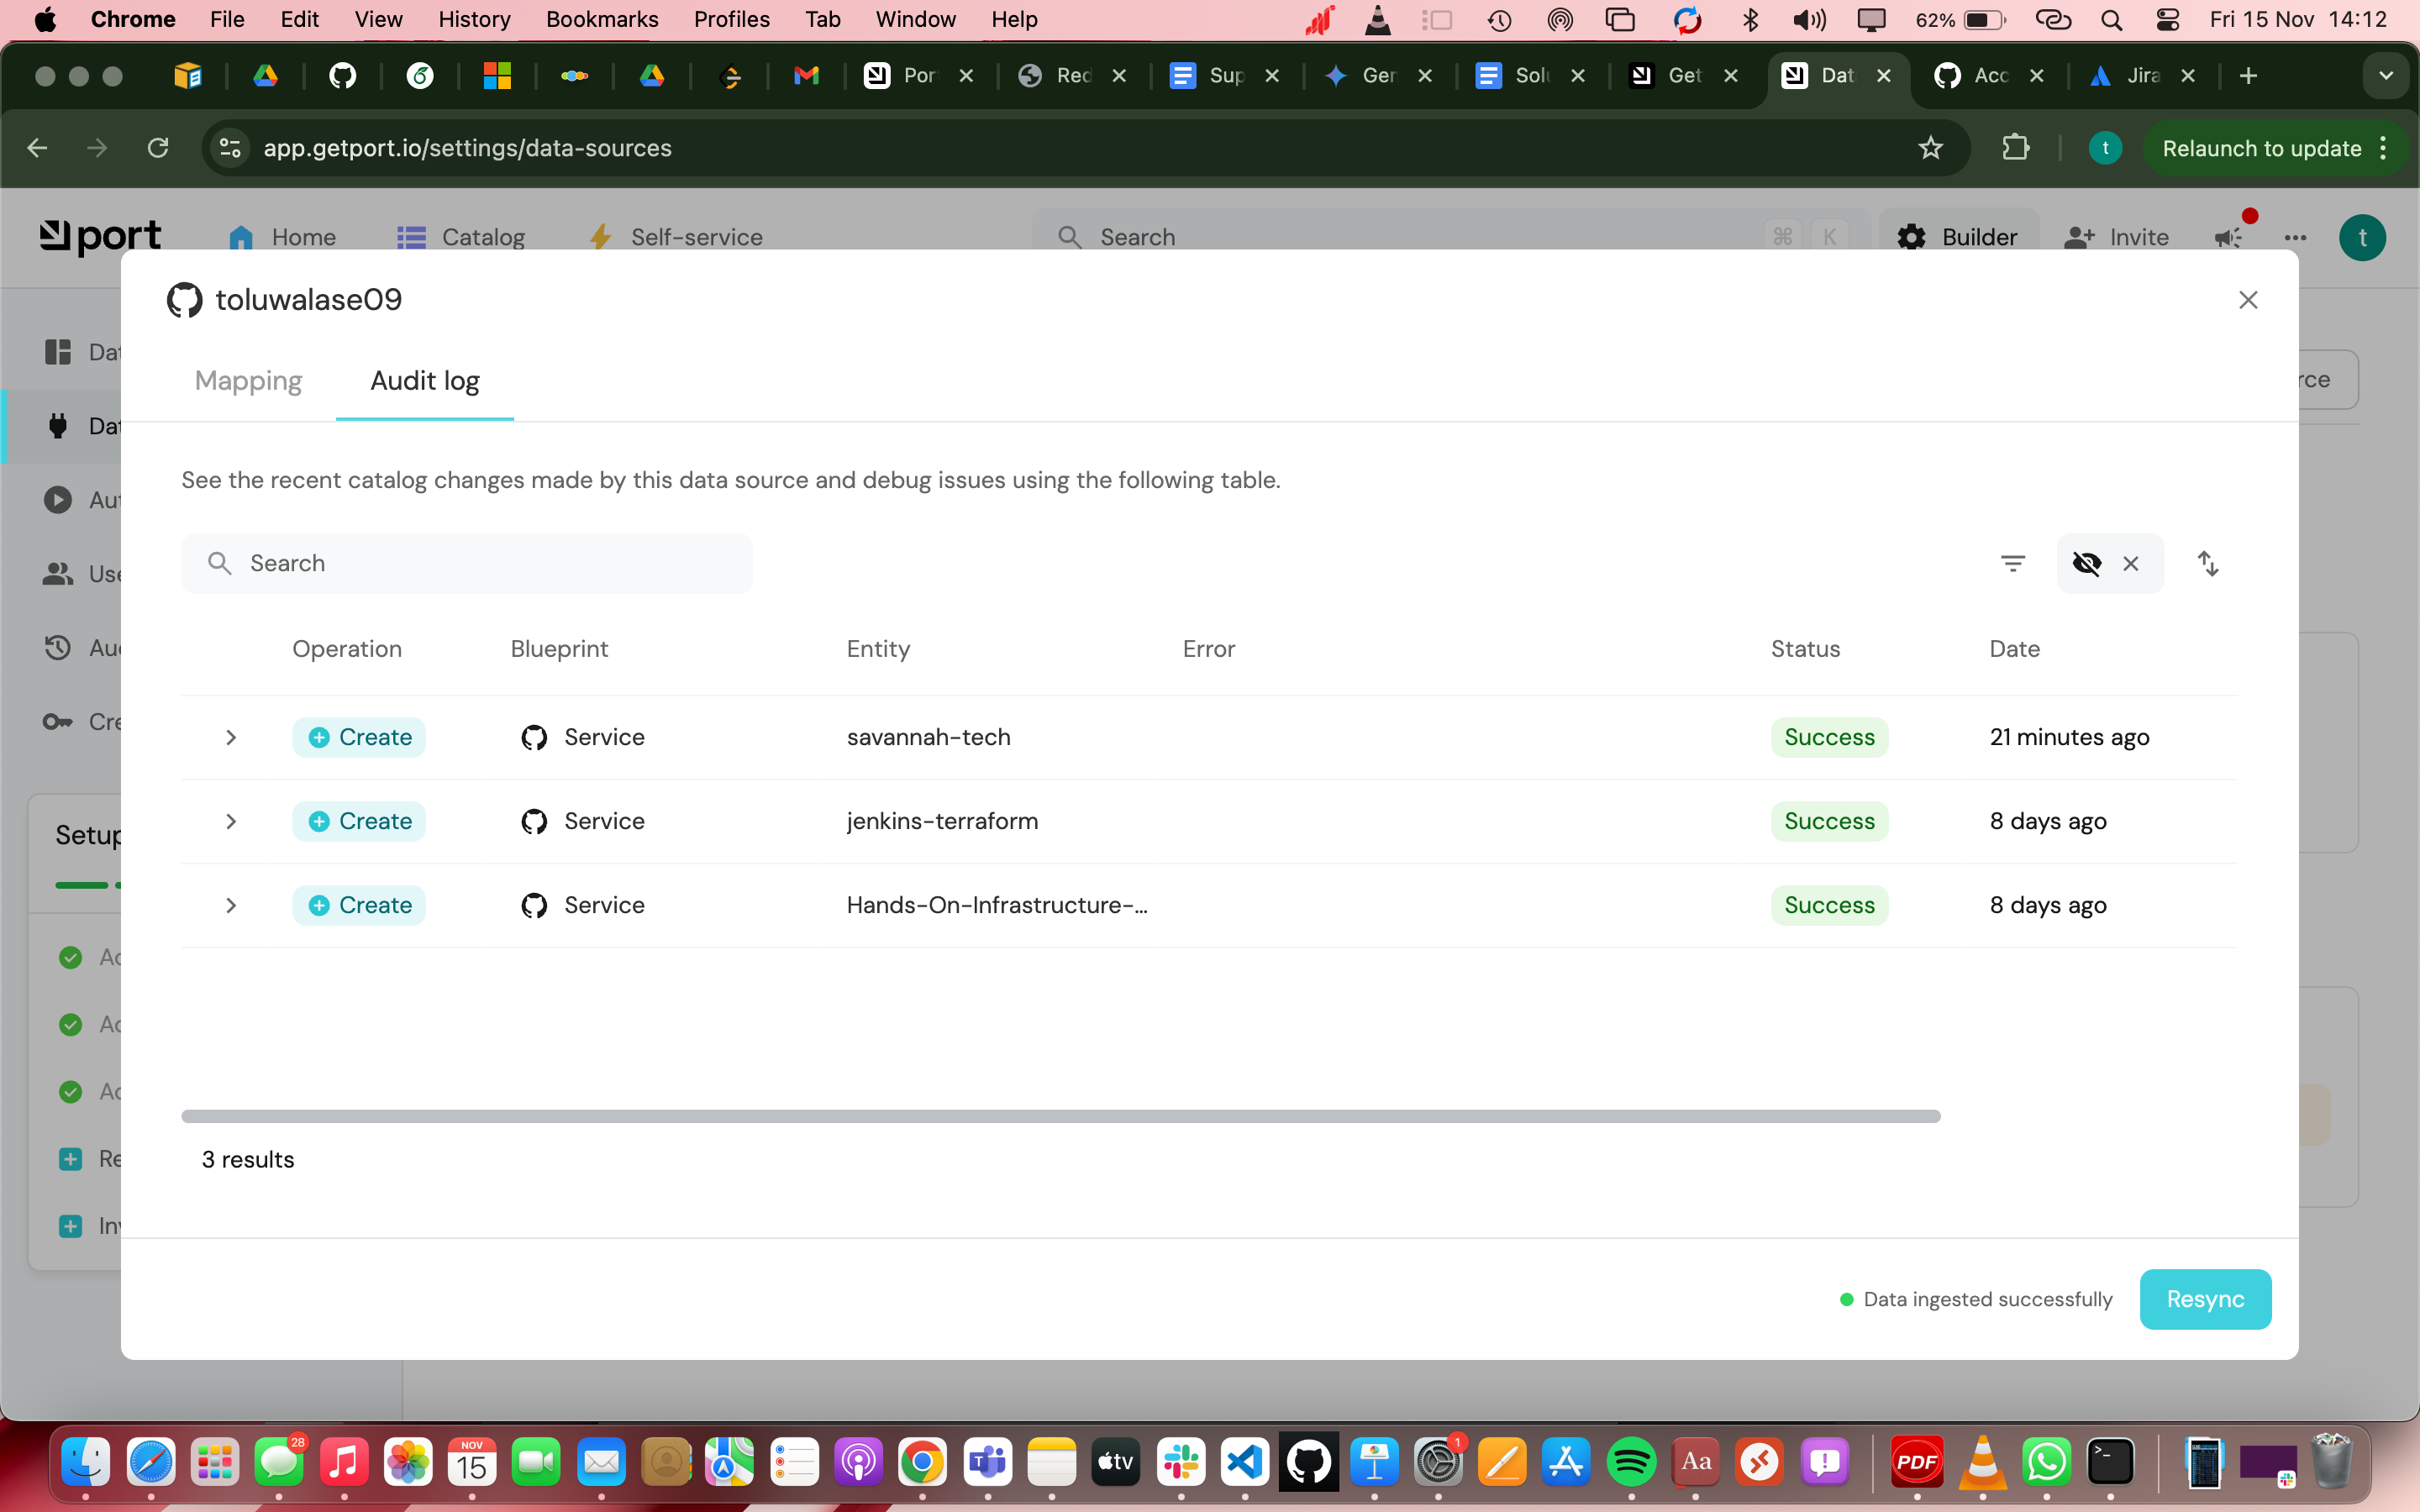 Chrome File Edit View History Bookmarks Profiles Tab Window Help 62% Fri 15 Nov 14:12
Por Red Sup Ger Solu Get Dat Acc Jira
app.getport.io/settings/data-sources t Relaunch to update
port Home Catalog Self-service Search ⌘ K Builder Invite t
toluwalase09
Mapping Audit log
Dat rce
Dat
See the recent catalog changes made by this data source and debug issues using the following table.
Aut
Search
Use
Operation Blueprint Entity Error Status Date
Aud
Cre
Create Service savannah-tech Success 21 minutes ago
Create Service jenkins-terraform Success 8 days ago
Setup
Create Service Hands-On-Infrastructure-... Success 8 days ago
Ad
Ad
Ad
Re
3 results
Inv
Data ingested successfully Resync
28 NOV 15 T tv 1 Aa PDF >_